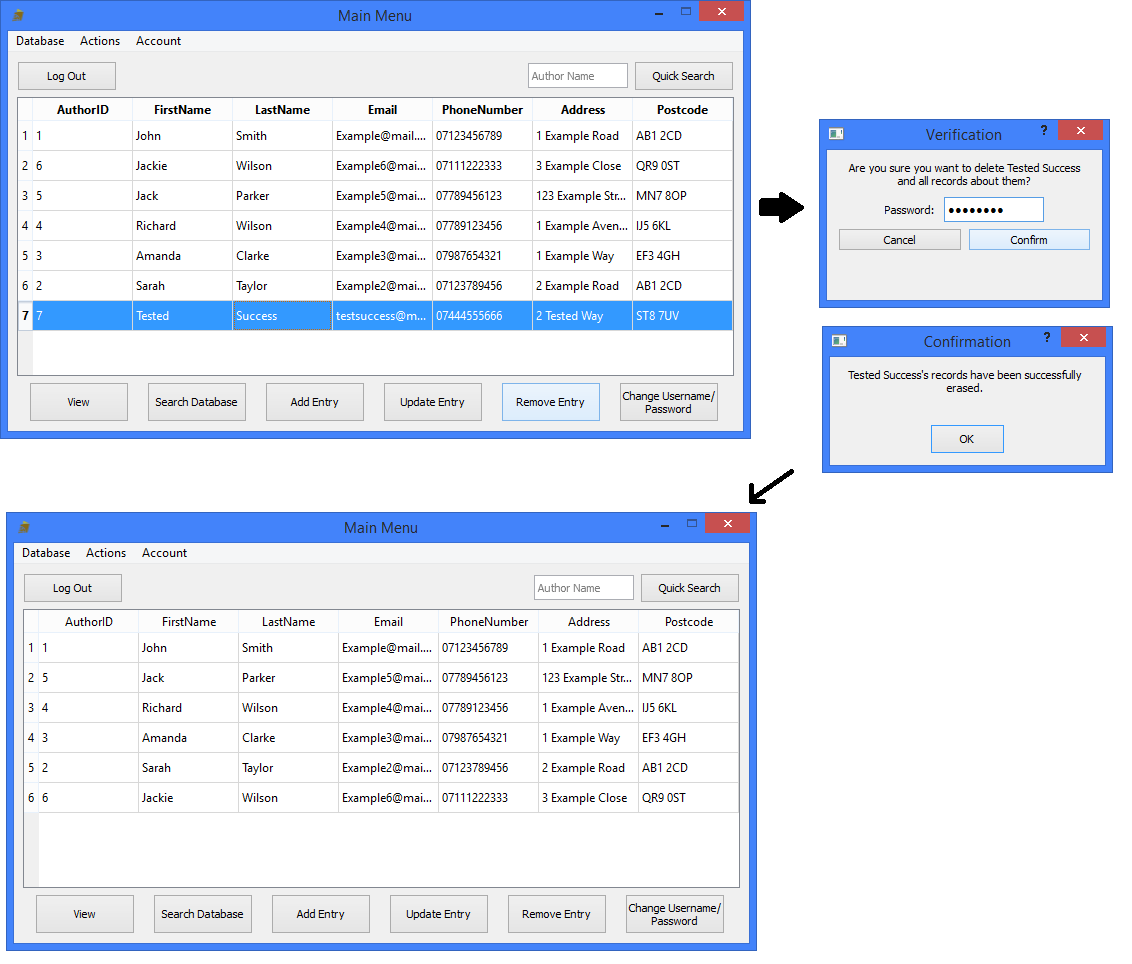 Main Menu
Database Actions Account
Log Out Author Name Quick Search
AuthorID FirstName LastName Email PhoneNumber Address Postcode
1 1 John Smith Example@mail.... 07123456789 1 Example Road AB1 2CD
2 6 Jackie Wilson Example6@mai... 07111222333 3 Example Close QR9 0ST
3 5 Jack Parker Example5@mai... 07789456123 123 Example Str... MN7 8OP
4 4 Richard Wilson Example4@mai... 07789123456 1 Example Aven... IJ5 6KL
5 3 Amanda Clarke Example3@mai... 07987654321 1 Example Way EF3 4GH
6 2 Sarah Taylor Example2@mai... 07123789456 2 Example Road AB1 2CD
7 7 Tested Success testsuccess@m... 07444555666 2 Tested Way ST8 7UV
View Search Database Add Entry Update Entry Remove Entry Change Username/
Password
Verification ?
Are you sure you want to delete Tested Success
and all records about them?
Password: ●●●●●●●●
Cancel Confirm
Confirmation ?
Tested Success's records have been successfully
erased.
OK
Main Menu
Database Actions Account
Log Out Author Name Quick Search
AuthorID FirstName LastName Email PhoneNumber Address Postcode
1 1 John Smith Example@mail.... 07123456789 1 Example Road AB1 2CD
2 5 Jack Parker Example5@mai... 07789456123 123 Example Str... MN7 8OP
3 4 Richard Wilson Example4@mai... 07789123456 1 Example Aven... IJ5 6KL
4 3 Amanda Clarke Example3@mai... 07987654321 1 Example Way EF3 4GH
5 2 Sarah Taylor Example2@mai... 07123789456 2 Example Road AB1 2CD
6 6 Jackie Wilson Example6@mai... 07111222333 3 Example Close QR9 0ST
View Search Database Add Entry Update Entry Remove Entry Change Username/
Password